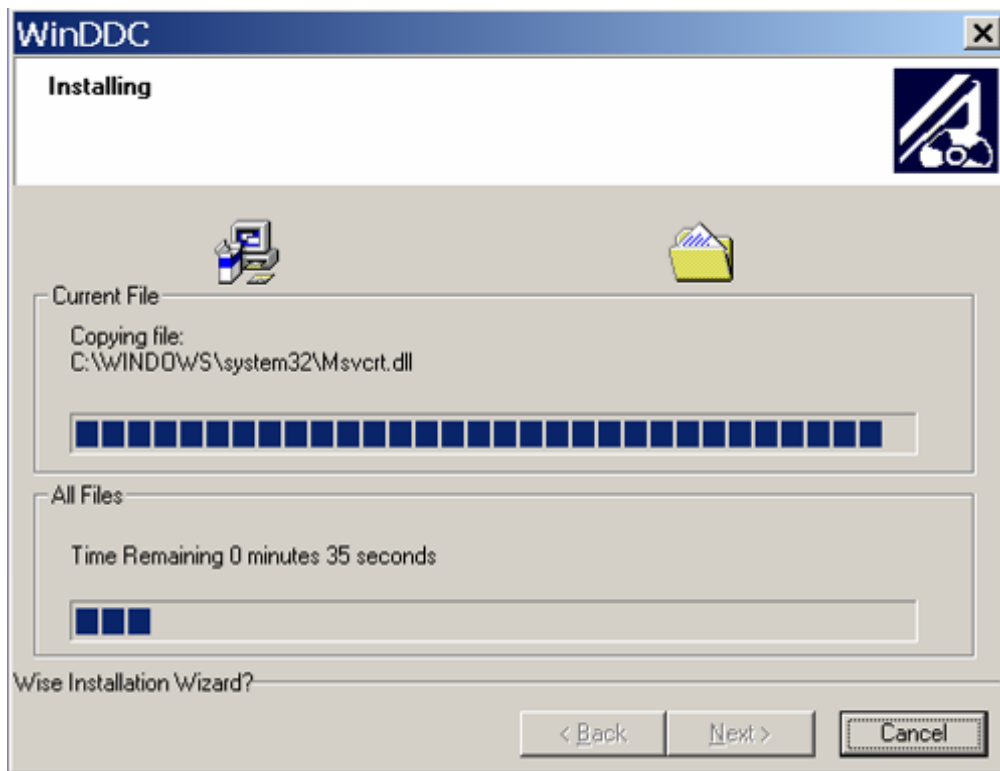 WinDDC
Installing
Current File
Copying file:
C:\WINDOWS\system32\Msvcrt.dll
All Files
Time Remaining 0 minutes 35 seconds
Wise Installation Wizard?
< Back
Next >
Cancel